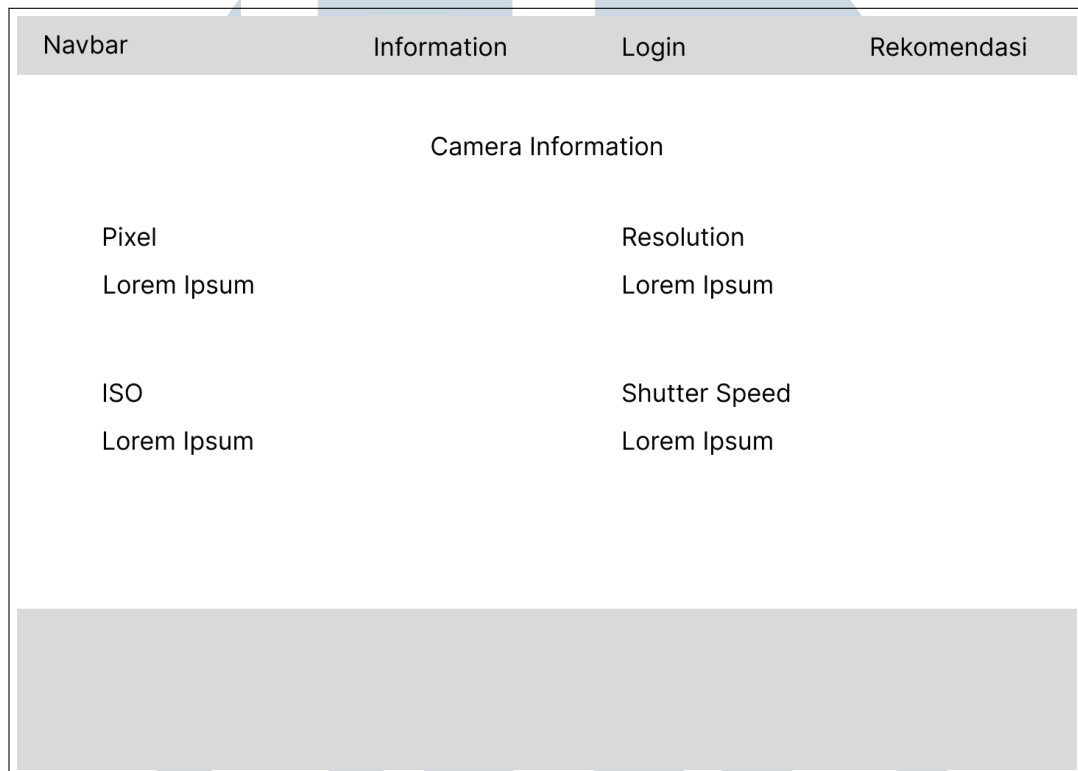 Navbar Information Login Rekomendasi
Camera Information
Pixel Resolution
Lorem Ipsum Lorem Ipsum
ISO Shutter Speed
Lorem Ipsum Lorem Ipsum